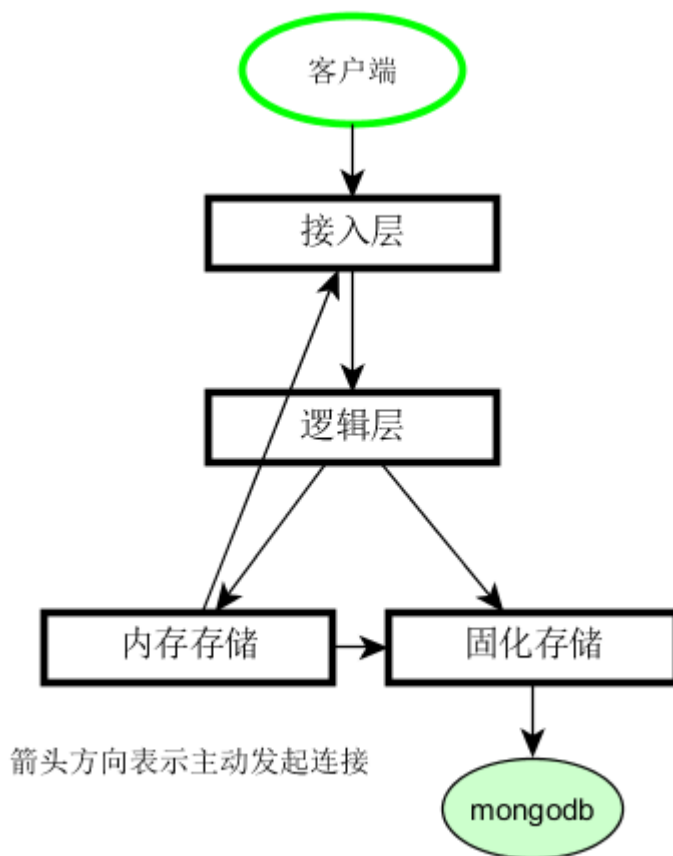 客户端
接入层
逻辑层
内存存储
固化存储
箭头方向表示主动发起连接
mongodb